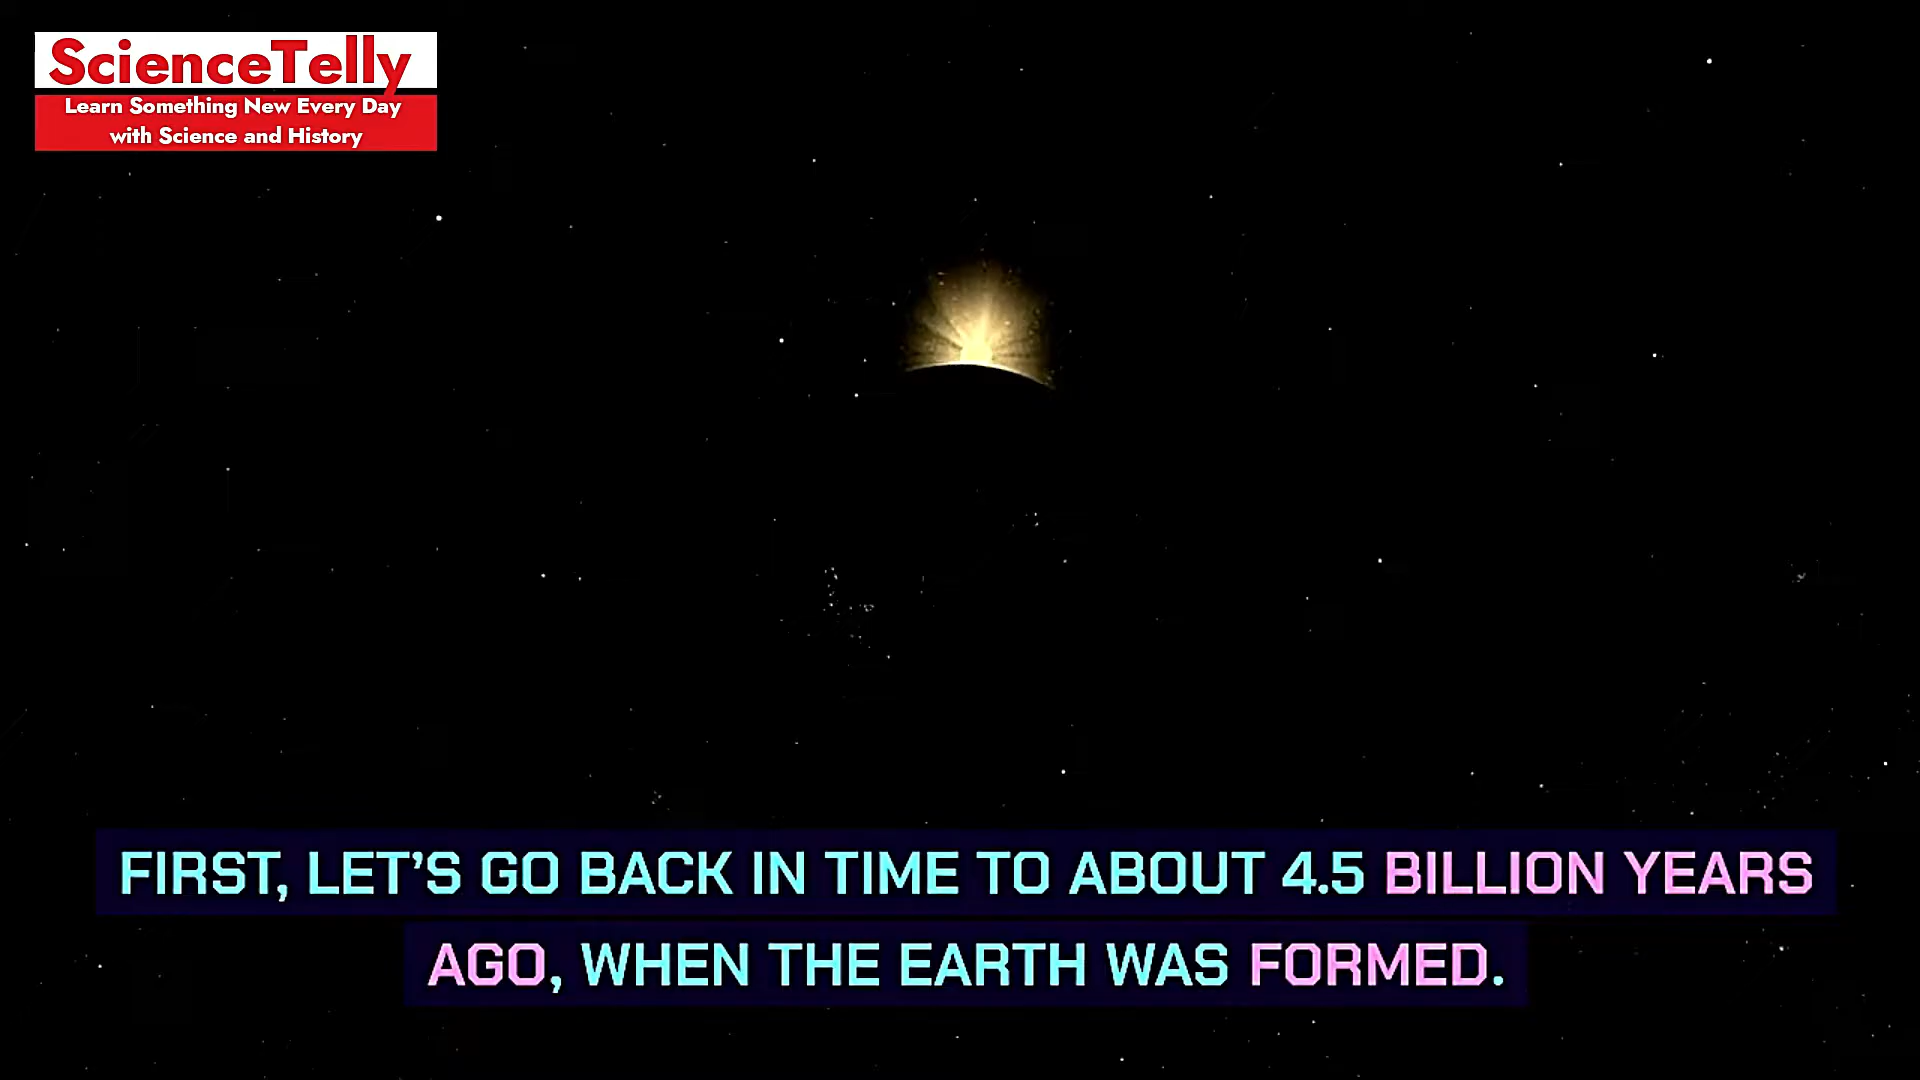 ScienceTelly
Learn Something New Every Day
with Science and History
FIRST, LET'S GO BACK IN TIME TO ABOUT 4.5 BILLION YEARS
AGO, WHEN THE EARTH WAS FORMED.